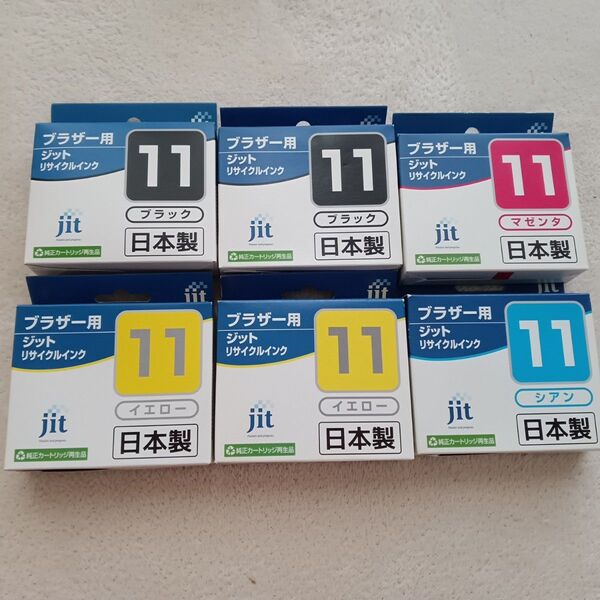 ブラザー用
ジット
リサイクルインク
11
ブラック
jit
日本製
純正カートリッジ再生品
ブラザー用
ジット
リサイクルインク
11
ブラック
jit
日本製
純正カートリッジ再生品
ブラザー用
ジット
リサイクルインク
11
マゼンタ
jit
日本製
純正カートリッジ再生品
ブラザー用
ジット
リサイクルインク
11
イエロー
jit
日本製
純正カートリッジ再生品
ブラザー用
ジット
リサイクルインク
11
イエロー
jit
日本製
純正カートリッジ再生品
ブラザー用
ジット
リサイクルインク
11
シアン
jit
日本製
純正カートリッジ再生品